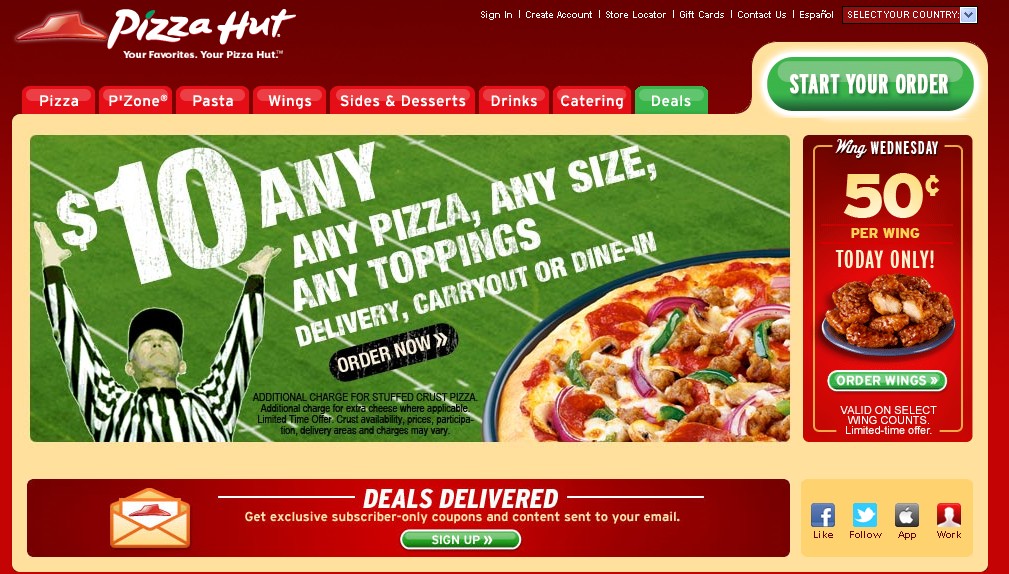 Pizza Hut
Your Favorites. Your Pizza Hut.™
Sign In | Create Account | Store Locator | Gift Cards | Contact Us | Español
SELECT YOUR COUNTRY:
START YOUR ORDER
Pizza
P'Zone®
Pasta
Wings
Sides & Desserts
Drinks
Catering
Deals
$10 ANY
ANY PIZZA, ANY SIZE,
ANY TOPPINGS
DELIVERY, CARRYOUT OR DINE-IN
ORDER NOW »
ADDITIONAL CHARGE FOR STUFFED CRUST PIZZA.
Additional charge for extra cheese where applicable.
Limited Time Offer. Crust availability, prices, participa-
tion, delivery areas and charges may vary.
Wing WEDNESDAY
50¢
PER WING
TODAY ONLY!
ORDER WINGS »
VALID ON SELECT
WING COUNTS.
Limited-time offer.
DEALS DELIVERED
Get exclusive subscriber-only coupons and content sent to your email.
SIGN UP »
Like
Follow
App
Work